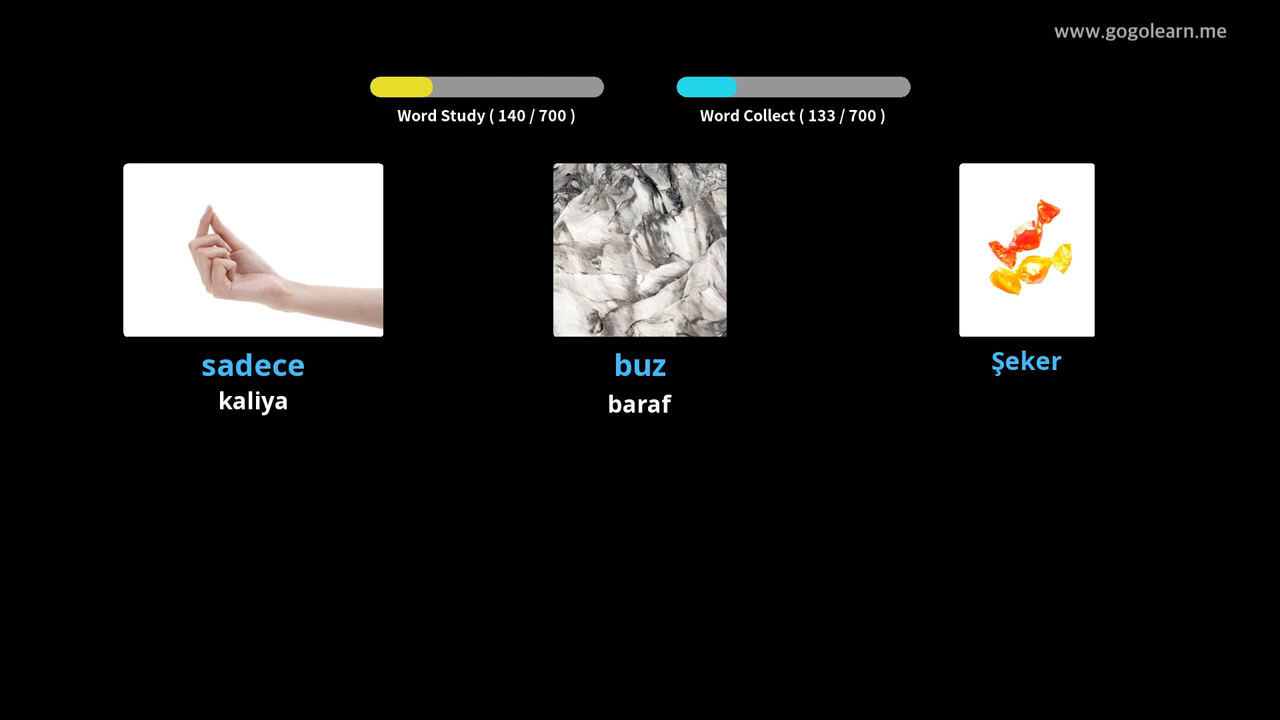 www.gogolearn.me
Word Study ( 140 / 700 )
Word Collect ( 133 / 700 )
sadece
kaliya
buz
baraf
Şeker